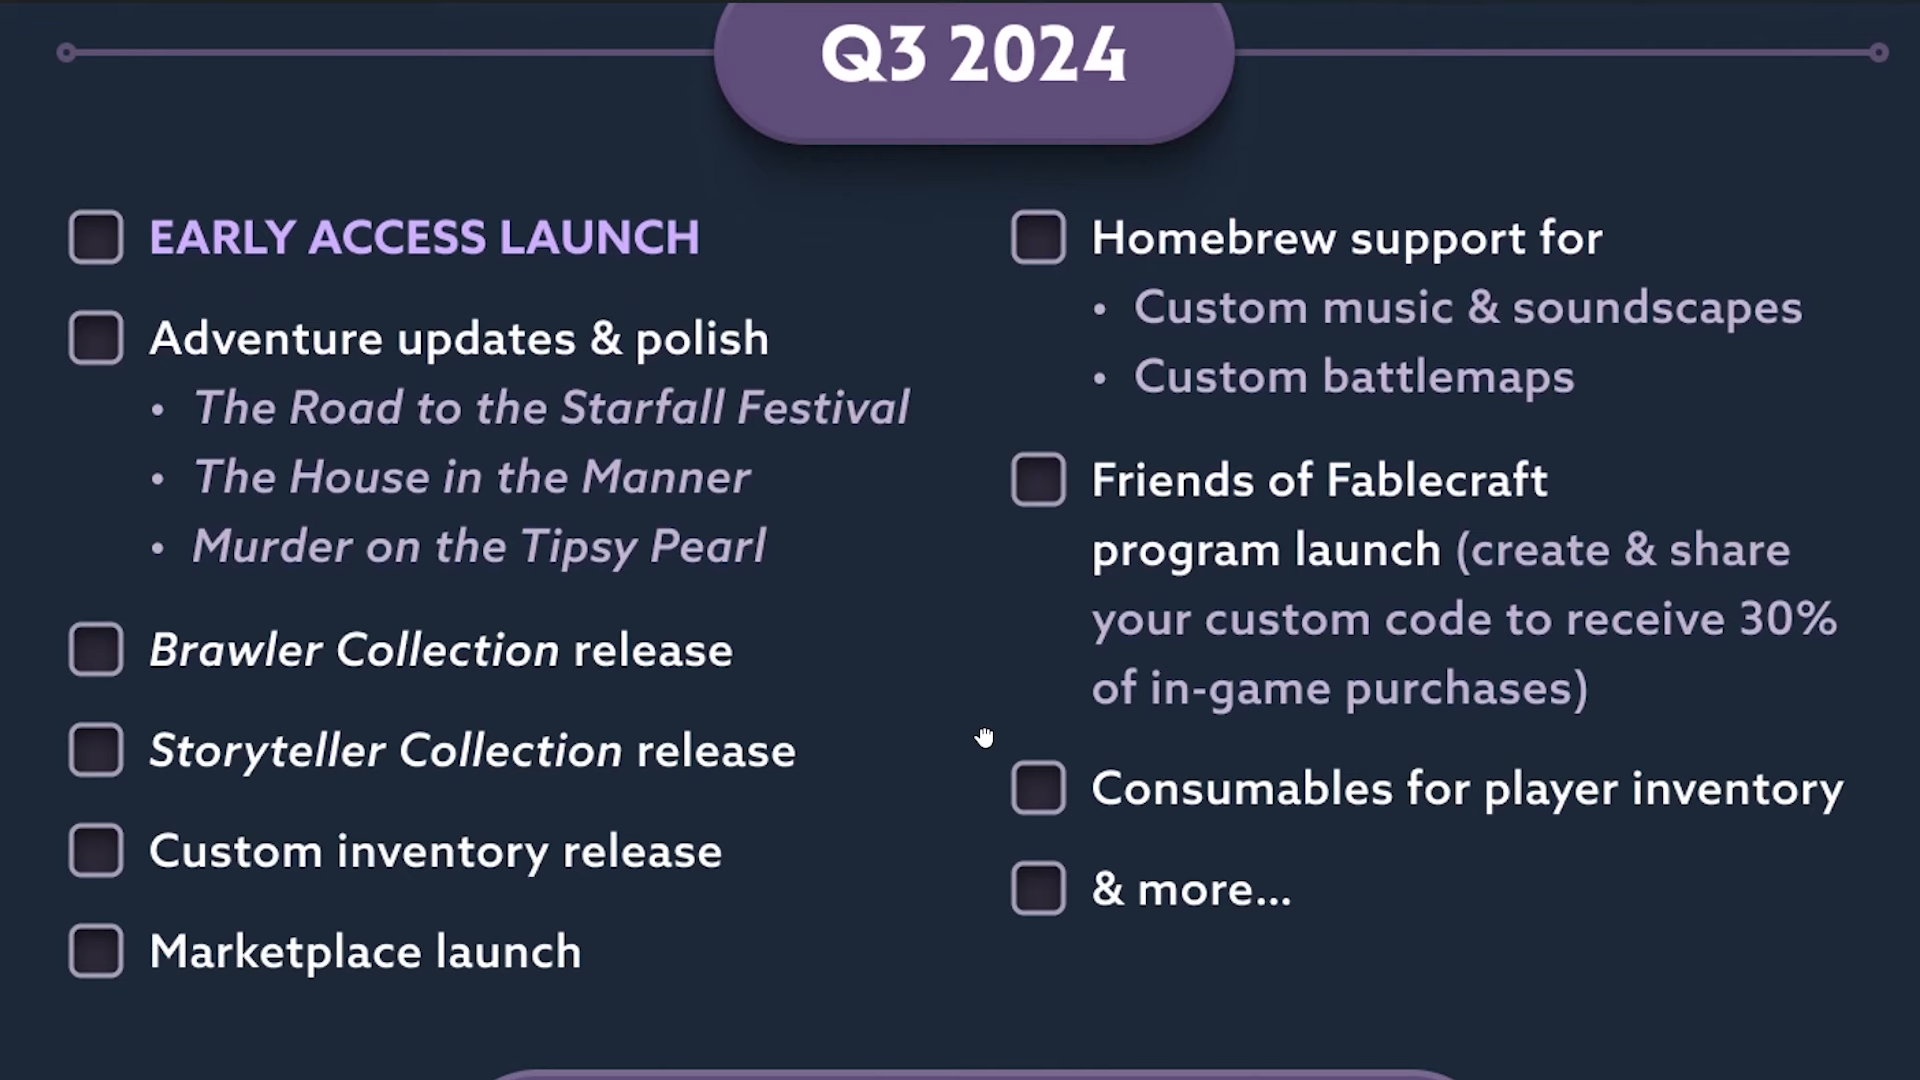 Q3 2024
EARLY ACCESS LAUNCH
Adventure updates & polish
• The Road to the Starfall Festival
• The House in the Manner
• Murder on the Tipsy Pearl
Brawler Collection release
Storyteller Collection release
Custom inventory release
Marketplace launch
Homebrew support for
• Custom music & soundscapes
• Custom battlemaps
Friends of Fablecraft
program launch (create & share
your custom code to receive 30%
of in-game purchases)
Consumables for player inventory
& more...